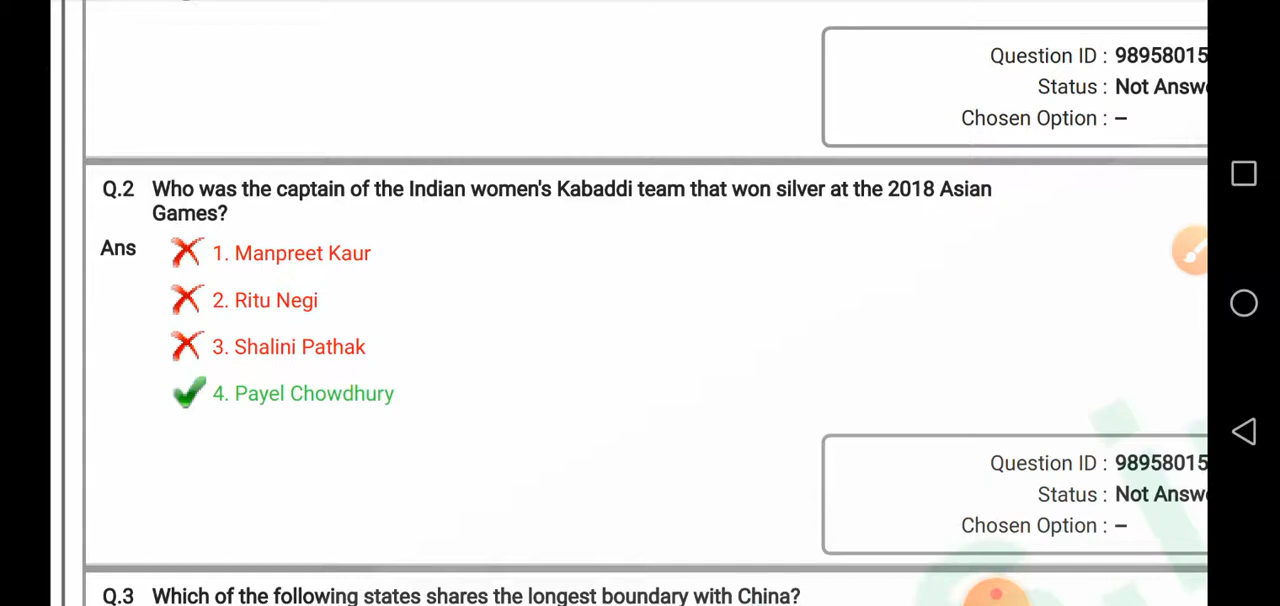 Question ID : 98958015
Status : Not Answ
Chosen Option : –
Q.2 Who was the captain of the Indian women's Kabaddi team that won silver at the 2018 Asian
Games?
Ans 1. Manpreet Kaur
2. Ritu Negi
3. Shalini Pathak
4. Payel Chowdhury
Question ID : 98958015
Status : Not Answ
Chosen Option : –
Q.3 Which of the following states shares the longest boundary with China?